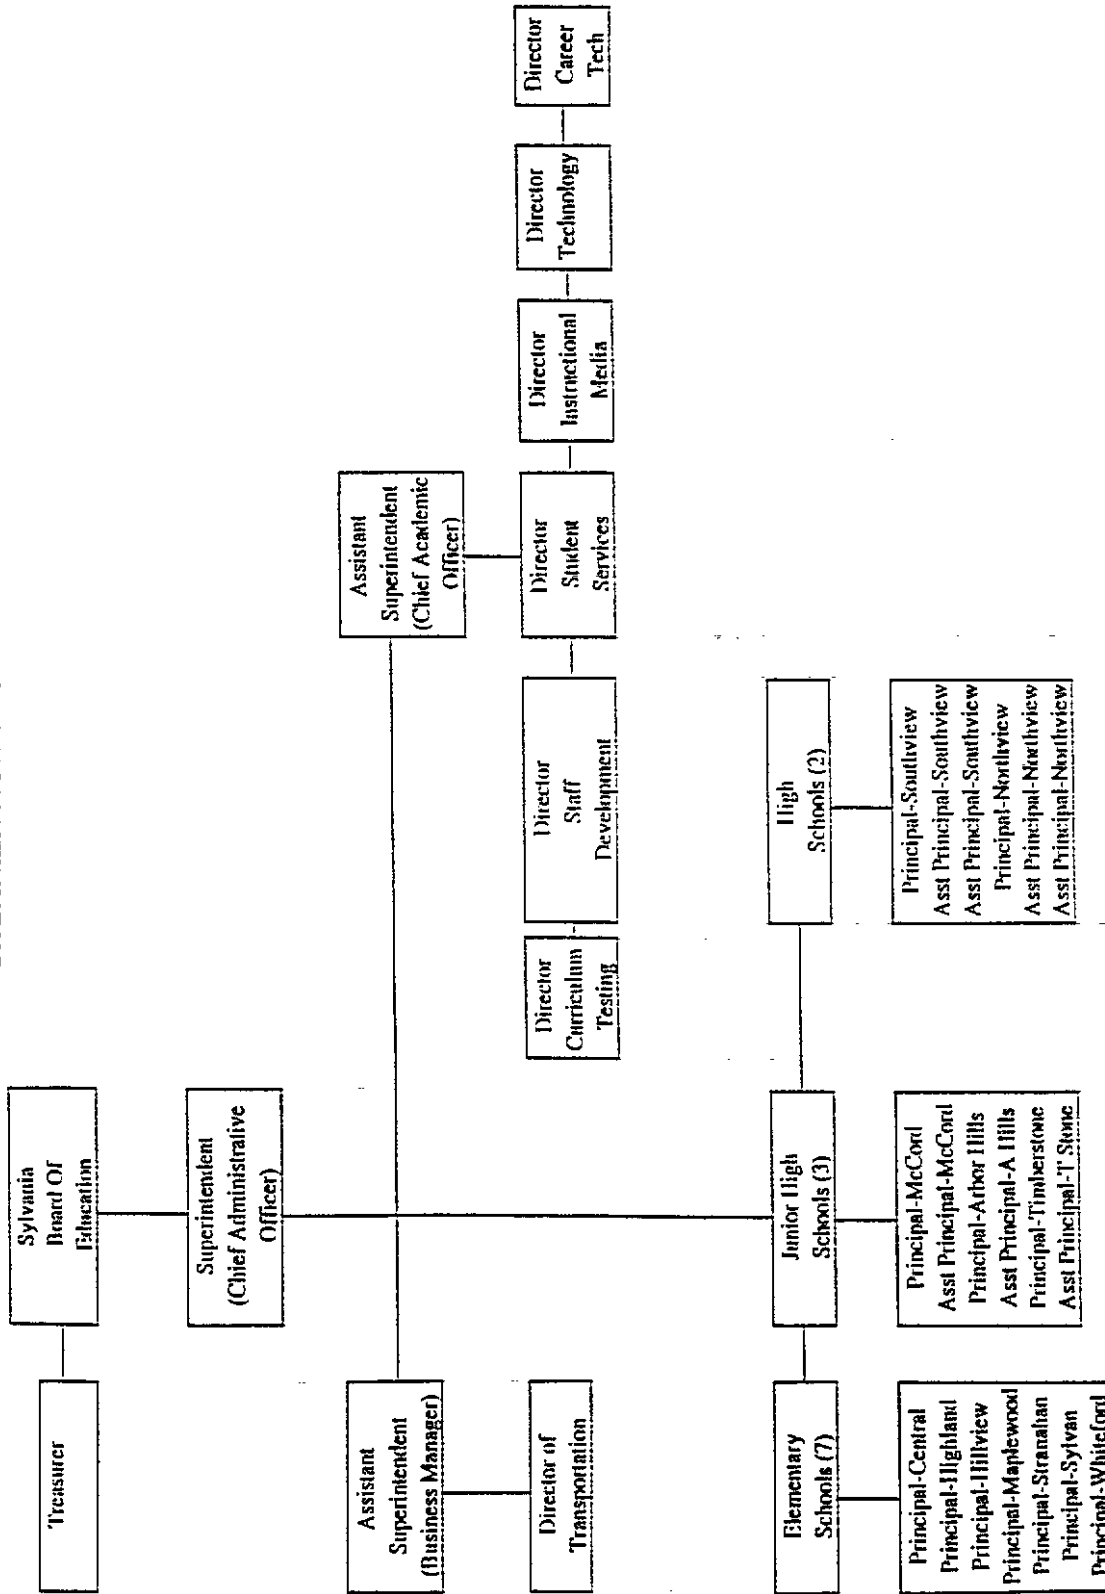 Sylvania
Board Of
Education
Treasurer
Superintendent
(Chief Administrative
Officer)
Assistant
Superintendent
(Business Manager)
Assistant
Superintendent
(Chief Academic
Officer)
Director of
Transportation
Director
Curriculum
Testing
Director
Staff
Development
Director
Student
Services
Director
Instructional
Media
Director
Technology
Director
Career
Tech
Elementary
Schools (7)
Junior High
Schools (3)
High
Schools (2)
Principal-Central
Principal-Highland
Principal-Hillview
Principal-Maplewood
Principal-Stranahan
Principal-Sylvan
Principal-Whiteford
Principal-McCord
Asst Principal-McCord
Principal-Arbor Hills
Asst Principal-A Hills
Principal-Timberstone
Asst Principal-T Stone
Principal-Southview
Asst Principal-Southview
Asst Principal-Southview
Principal-Northview
Asst Principal-Northview
Asst Principal-Northview